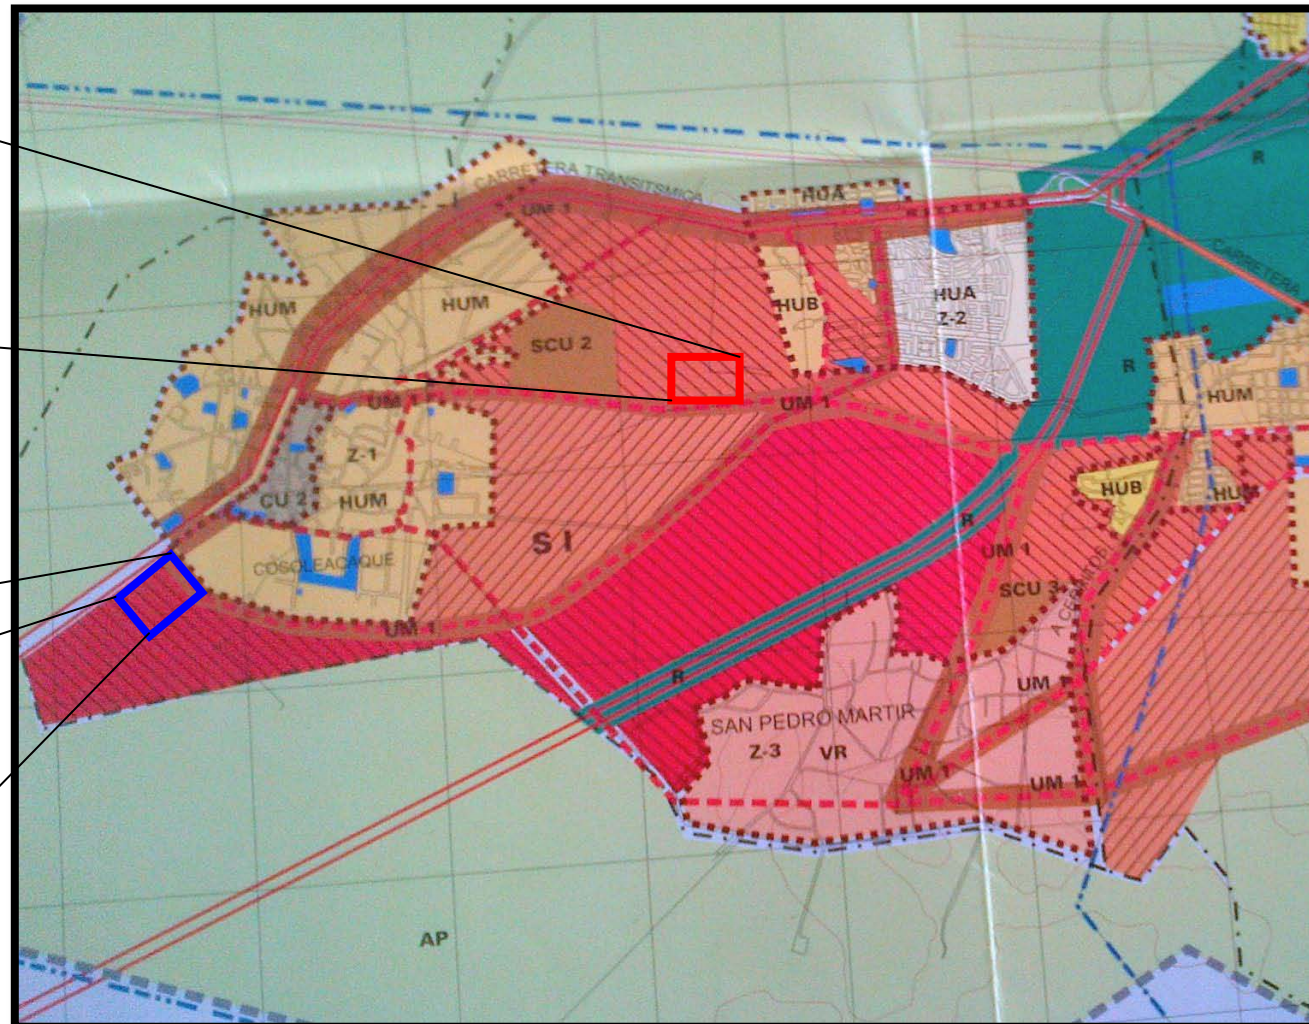 R
CARRETERA TRANSITSMICA
UM 1
HUA
CARRETERA
HUM
HUM
HUB
HUA
Z-2
SCU 2
R
HUM
UM 1
UM 1
Z-1
CU 2
HUM
HUB
HUM
R
S I
UM 1
COSOLEACAQUE
SCU 3
UM 1
R
UM 1
SAN PEDRO MARTIR
Z-3
VR
UM 1
UM 1
AP